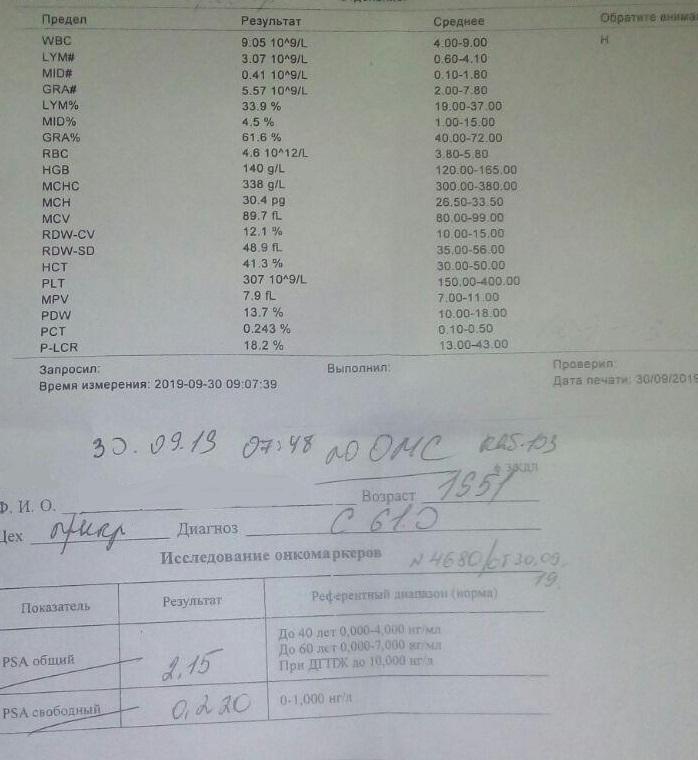 Предел Результат Среднее Обратите внима
WBC 9.05 10^9/L 4.00-9.00 H
LYM# 3.07 10^9/L 0.60-4.10
MID# 0.41 10^9/L 0.10-1.80
GRA# 5.57 10^9/L 2.00-7.80
LYM% 33.9 % 19.00-37.00
MID% 4.5 % 1.00-15.00
GRA% 61.6 % 40.00-72.00
RBC 4.6 10^12/L 3.80-5.80
HGB 140 g/L 120.00-165.00
MCHC 338 g/L 300.00-380.00
MCH 30.4 pg 26.50-33.50
MCV 89.7 fL 80.00-99.00
RDW-CV 12.1 % 10.00-15.00
RDW-SD 48.9 fL 35.00-56.00
HCT 41.3 % 30.00-50.00
PLT 307 10^9/L 150.00-400.00
MPV 7.9 fL 7.00-11.00
PDW 13.7 % 10.00-18.00
PCT 0.243 % 0.10-0.50
P-LCR 18.2 % 13.00-43.00
Запросил: Выполнил: Проверил:
Время измерения: 2019-09-30 09:07:39 Дата печати: 30/09/2019
30.09.19 07:48 по ОМС каб.103
Ф. И. О. Возраст 1951
Цех Диагноз С 61.0
Исследование онкомаркеров N 4680/от 30.09.
19.
Показатель Результат Референтный диапазон (норма)
PSA общий 2,15 До 40 лет 0,000-4,000 нг/мл
До 60 лет 0,000-7,000 нг/мл
При ДГПЖ до 10,000 нг/л
PSA свободный 0,220 0-1,000 нг/л